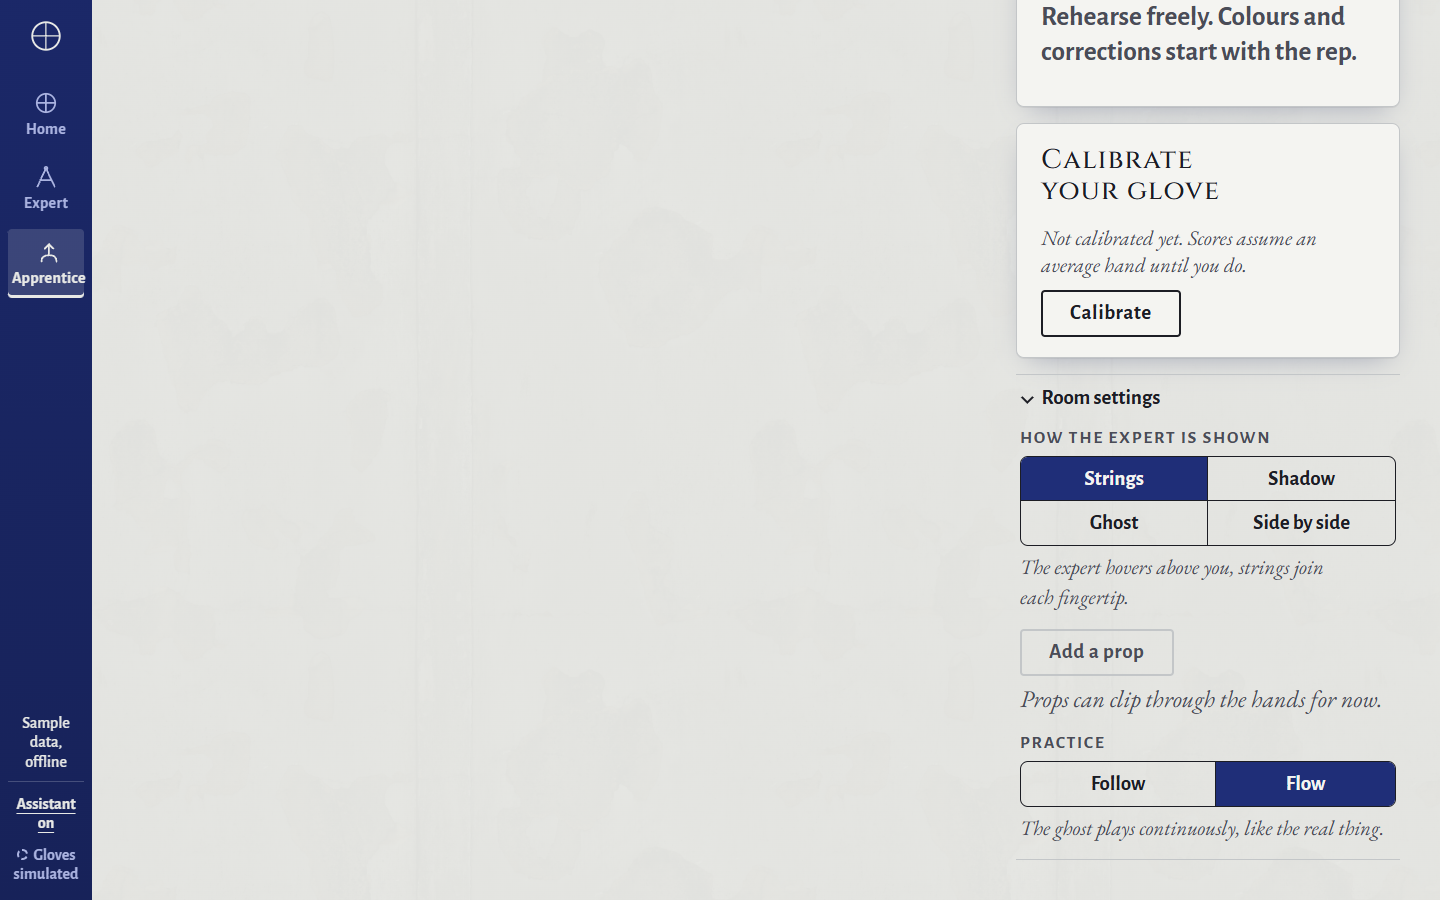 Home
Expert
Apprentice
Sample
data,
offline
Assistant
on
Gloves
simulated
Rehearse freely. Colours and
corrections start with the rep.
Calibrate
your glove
Not calibrated yet. Scores assume an
average hand until you do.
Calibrate
Room settings
HOW THE EXPERT IS SHOWN
Strings
Shadow
Ghost
Side by side
The expert hovers above you, strings join
each fingertip.
Add a prop
Props can clip through the hands for now.
PRACTICE
Follow
Flow
The ghost plays continuously, like the real thing.